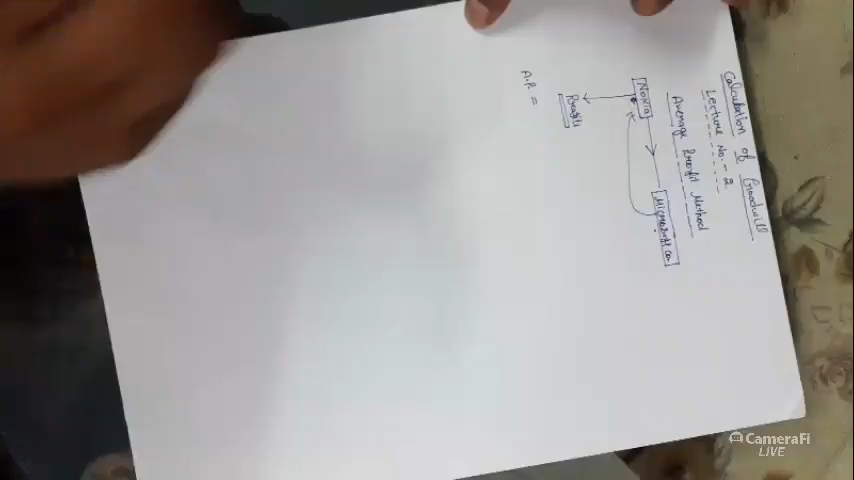 Calculation of Goodwill
Lecture No. - 2
Average Profit Method
Nokia
Microsoft Co.
Profits
A.P. =
CameraFi
LIVE